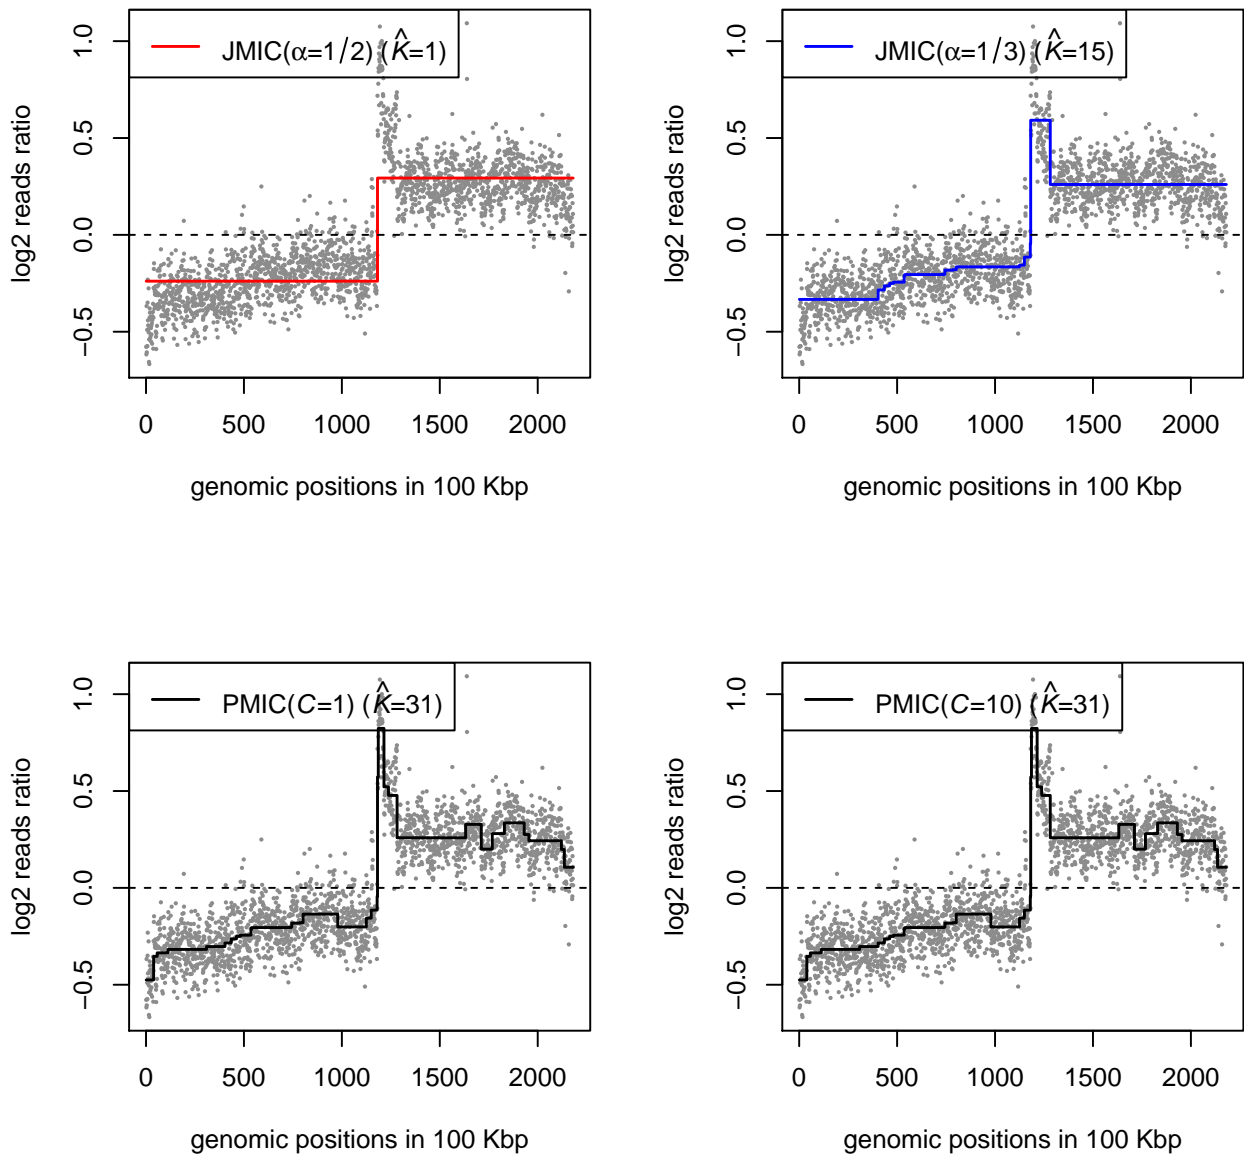 JMIC(α=1/2) (K̂=1)
log2 reads ratio
1.0
0.5
0.0
−0.5
0 500 1000 1500 2000
genomic positions in 100 Kbp
JMIC(α=1/3) (K̂=15)
log2 reads ratio
1.0
0.5
0.0
−0.5
0 500 1000 1500 2000
genomic positions in 100 Kbp
PMIC(C=1) (K̂=31)
log2 reads ratio
1.0
0.5
0.0
−0.5
0 500 1000 1500 2000
genomic positions in 100 Kbp
PMIC(C=10) (K̂=31)
log2 reads ratio
1.0
0.5
0.0
−0.5
0 500 1000 1500 2000
genomic positions in 100 Kbp